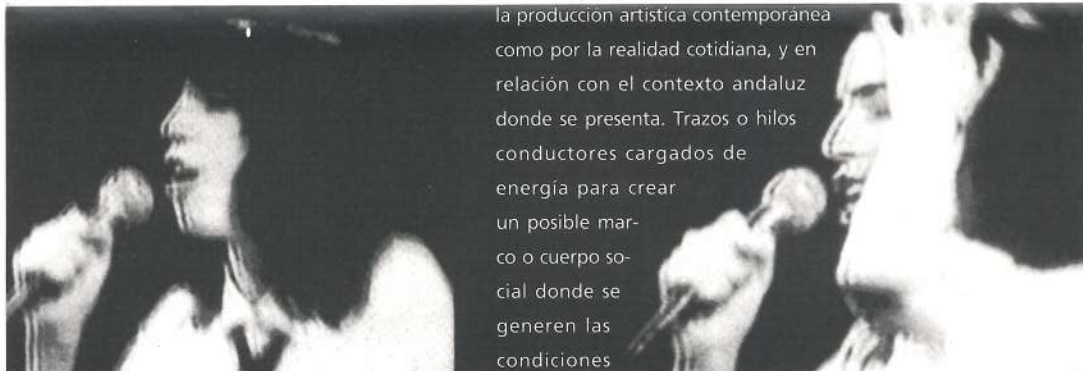 la producción artistica contemporánea
como por la realidad cotidiana, y en
relación con el contexto andaluz
donde se presenta. Trazos o hilos
conductores cargados de
energía para crear
un posible mar-
co o cuerpo so-
cial donde se
generen las
condiciones